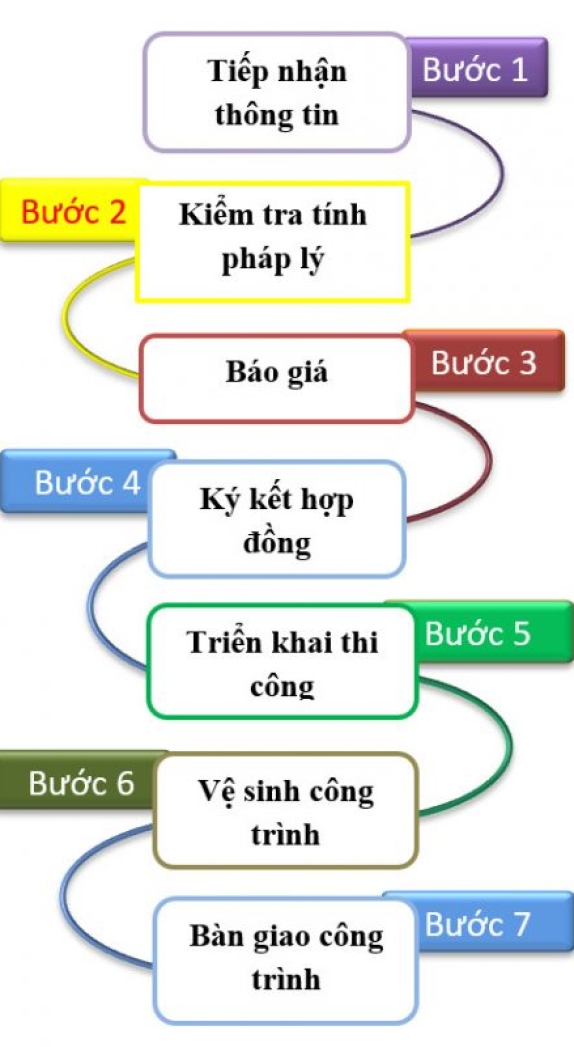 Tiếp nhận
thông tin
Bước 1
Bước 2
Kiểm tra tính
pháp lý
Báo giá
Bước 3
Bước 4
Ký kết hợp
đồng
Triển khai thi
công
Bước 5
Bước 6
Vệ sinh công
trình
Bàn giao công
trình
Bước 7